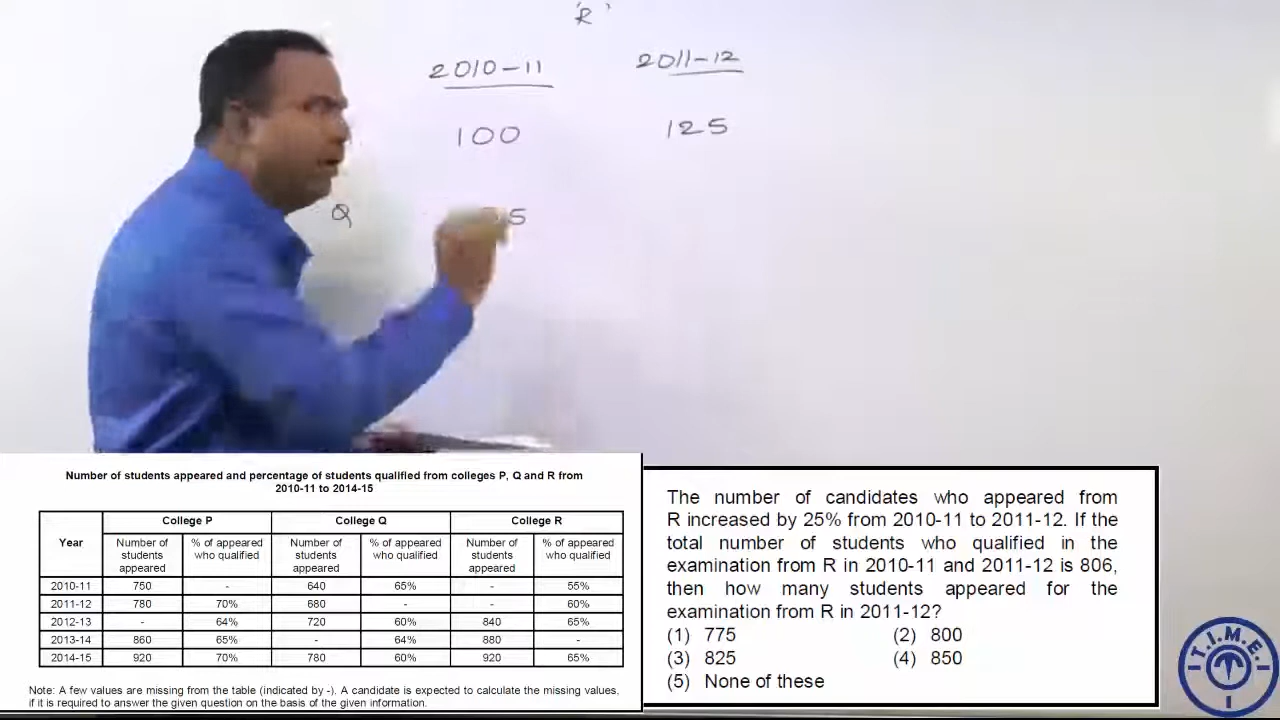 'R'
2010-11 2011-12
100 125
Q 5
Number of students appeared and percentage of students qualified from colleges P, Q and R from
2010-11 to 2014-15
Year College P College Q College R
Number of students appeared % of appeared who qualified Number of students appeared % of appeared who qualified Number of students appeared % of appeared who qualified
2010-11 750 - 640 65% - 55%
2011-12 780 70% 680 - - 60%
2012-13 - 64% 720 60% 840 65%
2013-14 860 65% - 64% 880 -
2014-15 920 70% 780 60% 920 65%
Note: A few values are missing from the table (indicated by -). A candidate is expected to calculate the missing values,
if it is required to answer the given question on the basis of the given information.
The number of candidates who appeared from
R increased by 25% from 2010-11 to 2011-12. If the
total number of students who qualified in the
examination from R in 2010-11 and 2011-12 is 806,
then how many students appeared for the
examination from R in 2011-12?
(1) 775 (2) 800
(3) 825 (4) 850
(5) None of these
T.I.M.E